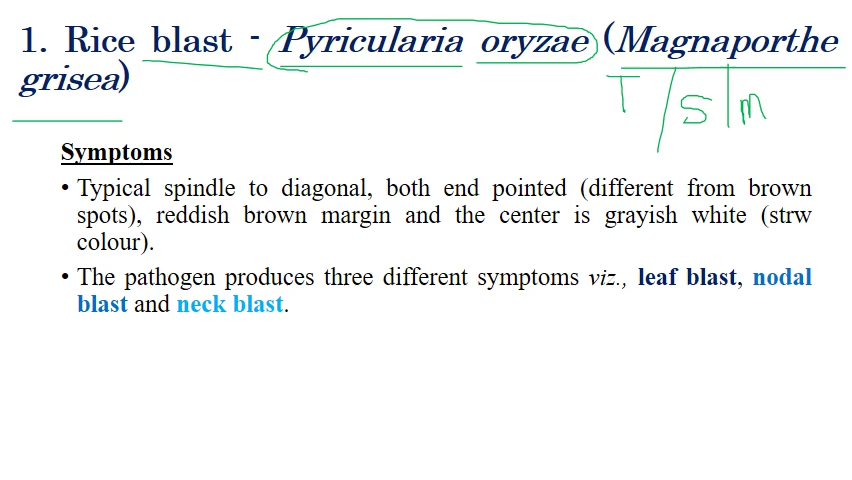 1. Rice blast - Pyricularia oryzae (Magnaporthe
grisea)
T / S | m
Symptoms
• Typical spindle to diagonal, both end pointed (different from brown
spots), reddish brown margin and the center is grayish white (strw
colour).
• The pathogen produces three different symptoms viz., leaf blast, nodal
blast and neck blast.